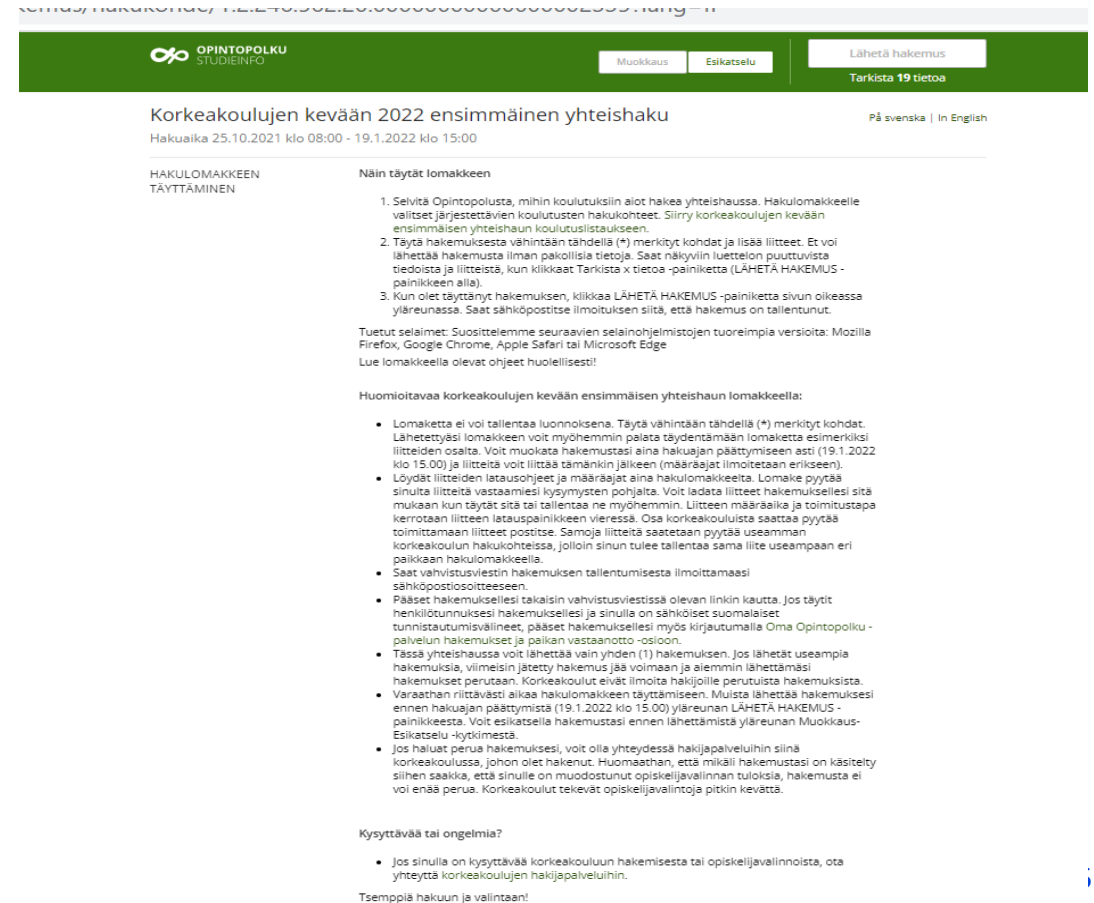 OPINTOPOLKU
STUDIEINFO
Muokkaus
Esikatselu
Lähetä hakemus
Tarkista 19 tietoa
Korkeakoulujen kevään 2022 ensimmäinen yhteishaku
På svenska | In English
Hakuaika 25.10.2021 klo 08:00 - 19.1.2022 klo 15:00
HAKULOMAKKEEN
TÄYTTÄMINEN
Näin täytät lomakkeen
1. Selvitä Opintopolusta, mihin koulutuksiin aiot hakea yhteishaussa. Hakulomakkeelle
valitset järjestettävien koulutusten hakukohteet. Siirry korkeakoulujen kevään
ensimmäisen yhteishaun koulutuslistaukseen.
2. Täytä hakemuksesta vähintään tähdellä (*) merkityt kohdat ja lisää liitteet. Et voi
lähettää hakemusta ilman pakollisia tietoja. Saat näkyviin luettelon puuttuvista
tiedoista ja liitteistä, kun klikkaat Tarkista x tietoa -painiketta (LÄHETÄ HAKEMUS -
painikkeen alla).
3. Kun olet täyttänyt hakemuksen, klikkaa LÄHETÄ HAKEMUS -painiketta sivun oikeassa
yläreunassa. Saat sähköpostitse ilmoituksen siitä, että hakemus on tallentunut.
Tuetut selaimet: Suosittelemme seuraavien selainohjelmistojen tuoreimpia versioita: Mozilla
Firefox, Google Chrome, Apple Safari tai Microsoft Edge
Lue lomakkeella olevat ohjeet huolellisesti!
Huomioitavaa korkeakoulujen kevään ensimmäisen yhteishaun lomakkeella:
• Lomaketta ei voi tallentaa luonnoksena. Täytä vähintään tähdellä (*) merkityt kohdat.
Lähetettyäsi lomakkeen voit myöhemmin palata täydentämään lomaketta esimerkiksi
liitteiden osalta. Voit muokata hakemustasi aina hakuajan päättymiseen asti (19.1.2022
klo 15.00) ja liitteitä voit liittää tämänkin jälkeen (määräajat ilmoitetaan erikseen).
• Löydät liitteiden latausohjeet ja määräajat aina hakulomakkeelta. Lomake pyytää
sinulta liitteitä vastaamiesi kysymysten pohjalta. Voit ladata liitteet hakemuksellesi sitä
mukaan kun täytät sitä tai tallentaa ne myöhemmin. Liitteen määräaika ja toimitustapa
kerrotaan liitteen latauspainikkeen vieressä. Osa korkeakouluista saattaa pyytää
toimittamaan liitteet postitse. Samoja liitteitä saatetaan pyytää useamman
korkeakoulun hakukohteissa, jolloin sinun tulee tallentaa sama liite useampaan eri
paikkaan hakulomakkeella.
• Saat vahvistusviestin hakemuksen tallentumisesta ilmoittamaasi
sähköpostiosoitteeseen.
• Pääset hakemuksellesi takaisin vahvistusviestissä olevan linkin kautta. Jos täytit
henkilötunnuksesi hakemuksellesi ja sinulla on sähköiset suomalaiset
tunnistautumisvälineet, pääset hakemuksellesi myös kirjautumalla Oma Opintopolku -
palvelun hakemukset ja paikan vastaanotto -osioon.
• Tässä yhteishaussa voit lähettää vain yhden (1) hakemuksen. Jos lähetät useampia
hakemuksia, viimeisin jätetty hakemus jää voimaan ja aiemmin lähettämäsi
hakemukset perutaan. Korkeakoulut eivät ilmoita hakijoille perutuista hakemuksista.
• Varaathan riittävästi aikaa hakulomakkeen täyttämiseen. Muista lähettää hakemuksesi
ennen hakuajan päättymistä (19.1.2022 klo 15.00) yläreunan LÄHETÄ HAKEMUS -
painikkeesta. Voit esikatsella hakemustasi ennen lähettämistä yläreunan Muokkaus-
Esikatselu -kytkimestä.
• Jos haluat perua hakemuksesi, voit olla yhteydessä hakijapalveluihin siinä
korkeakoulussa, johon olet hakenut. Huomaathan, että mikäli hakemustasi on käsitelty
siihen saakka, että sinulle on muodostunut opiskelijavalinnan tuloksia, hakemusta ei
voi enää perua. Korkeakoulut tekevät opiskelijavalintoja pitkin kevättä.
Kysyttävää tai ongelmia?
• Jos sinulla on kysyttävää korkeakouluun hakemisesta tai opiskelijavalinnoista, ota
yhteyttä korkeakoulujen hakijapalveluihin.
Tsemppiä hakuun ja valintaan!